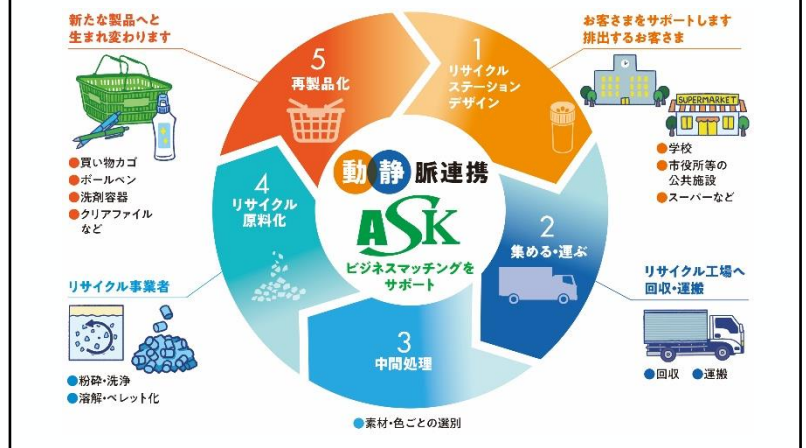 新たな製品へと
生まれ変わります
●買い物カゴ
●ボールペン
●洗剤容器
●クリアファイル
など
お客さまをサポートします
排出するお客さま
SUPERMARKET
●学校
●市役所等の
公共施設
●スーパーなど
1
リサイクル
ステーション
デザイン
2
集める・運ぶ
リサイクル工場へ
回収・運搬
●回収 ●運搬
3
中間処理
●素材・色ごとの選別
4
リサイクル
原料化
リサイクル事業者
●粉砕・洗浄
●溶解・ペレット化
5
再製品化
動静脈連携
ASK
ビジネスマッチングを
サポート